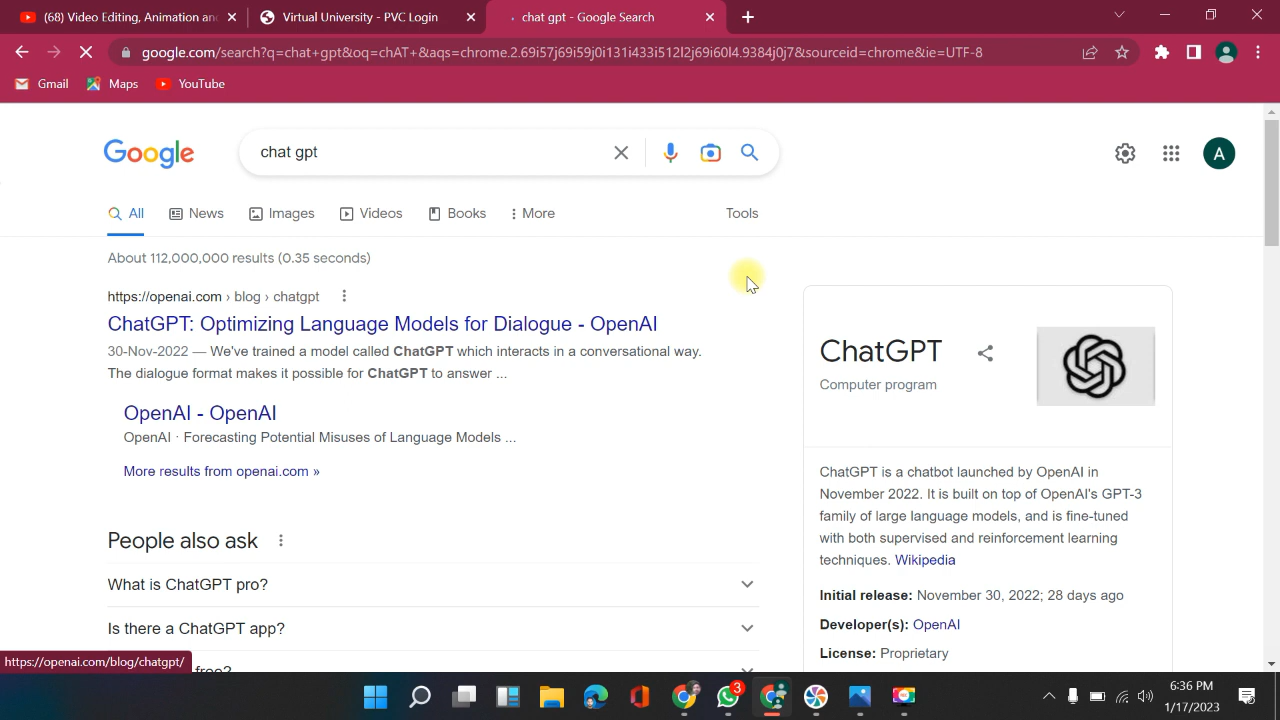 (68) Video Editing, Animation an
Virtual University - PVC Login
chat gpt - Google Search
google.com/search?q=chat+gpt&oq=chAT+&aqs=chrome.2.69i57j69i59j0i131i433i512l2j69i60l4.9384j0j7&sourceid=chrome&ie=UTF-8
Gmail
Maps
YouTube
Google
chat gpt
A
All
News
Images
Videos
Books
More
Tools
About 112,000,000 results (0.35 seconds)
https://openai.com › blog › chatgpt
ChatGPT: Optimizing Language Models for Dialogue - OpenAI
30-Nov-2022 — We've trained a model called ChatGPT which interacts in a conversational way.
The dialogue format makes it possible for ChatGPT to answer ...
OpenAI - OpenAI
OpenAI · Forecasting Potential Misuses of Language Models ...
More results from openai.com »
People also ask
What is ChatGPT pro?
Is there a ChatGPT app?
free?
ChatGPT
Computer program
ChatGPT is a chatbot launched by OpenAI in
November 2022. It is built on top of OpenAI's GPT-3
family of large language models, and is fine-tuned
with both supervised and reinforcement learning
techniques. Wikipedia
Initial release: November 30, 2022; 28 days ago
Developer(s): OpenAI
License: Proprietary
https://openai.com/blog/chatgpt/
3
6:36 PM
1/17/2023